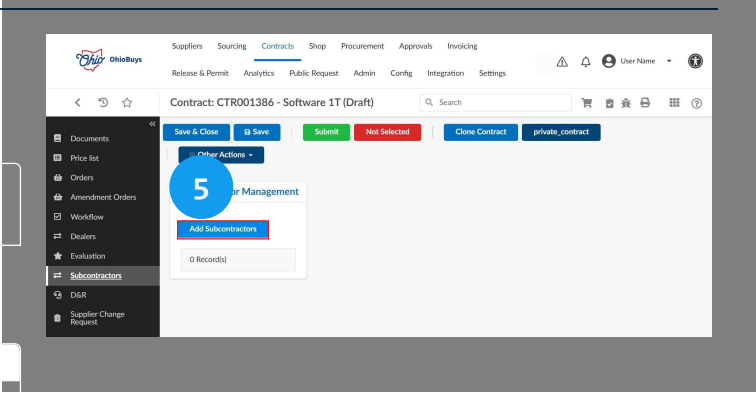 Suppliers Sourcing Contracts Shop Procurement Approvals Invoicing
Ohio OhioBuys
User Name
Release & Permit Analytics Public Request Admin Config Integration Settings
Contract: CTR001386 - Software 1T (Draft)
Search
Save & Close Save Submit Not Selected Clone Contract private_contract
Other Actions
Documents
Price list
Orders
Amendment Orders
Workflow
Dealers
Evaluation
Subcontractors
D&R
Supplier Change
Request
5
or Management
Add Subcontractors
0 Record(s)